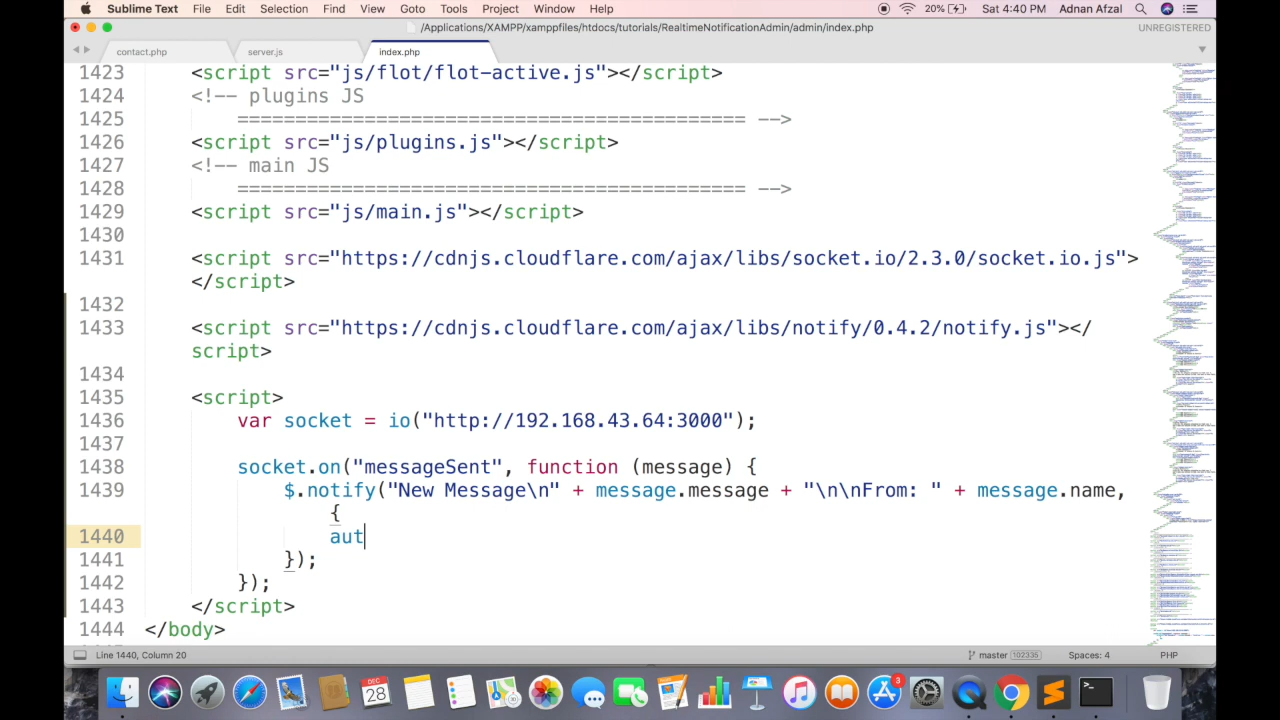 Sublime Text File Edit Selection Find View Goto Tools Project Window Help 20% Sat 4:40 PM Adnan Afzal
/Applications/XAMPP/xamppfiles/htdocs/tutorials/RealtimeNotificationAdmin/index.php UNREGISTERED
contact.php server.js index.php
1423 <script src="js/flot/flot-active.js"></script>
1424 <!-- plugins JS
1425 ============================================ -->
1426 <script src="js/plugins.js"></script>
1427 <!-- main JS
1428 ============================================ -->
1429 <script src="js/main.js"></script>
1430
1431 <script src="https://cdnjs.cloudflare.com/ajax/libs/socket.io/2.3.0/socket.io.js">
</script>
1432
1433 <script src="https://cdnjs.cloudflare.com/ajax/libs/notify/0.4.2/notify.js"></
script>
1434
1435 <script>
1436 var socket = io("http://192.168.43.84:3000");
1437
1438 socket.on("messageSent", function (message) {
1439 $.notify("New Message\n" + message.message + "\n\nFrom: " + message.name,
{
1440 aut
1441 });
1442 });
1443 </script>
1444 </body>
Line 1440, Column 20 master 102335 Spaces: 4 PHP
DEC
28
3